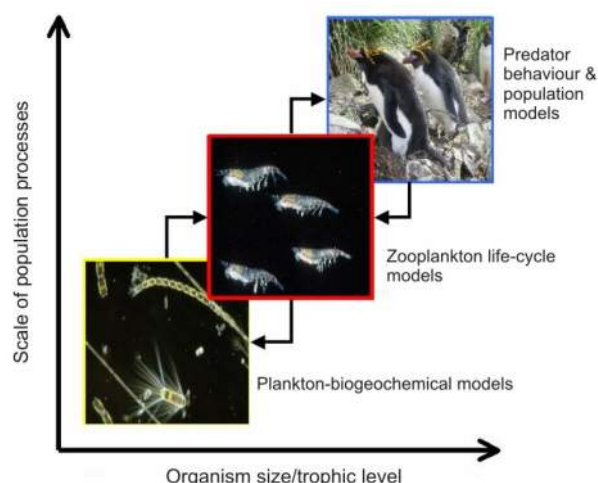 Predator
behaviour &
population
models
Scale of population processes
Zooplankton life-cycle
models
Plankton-biogeochemical models
Organism size/trophic level